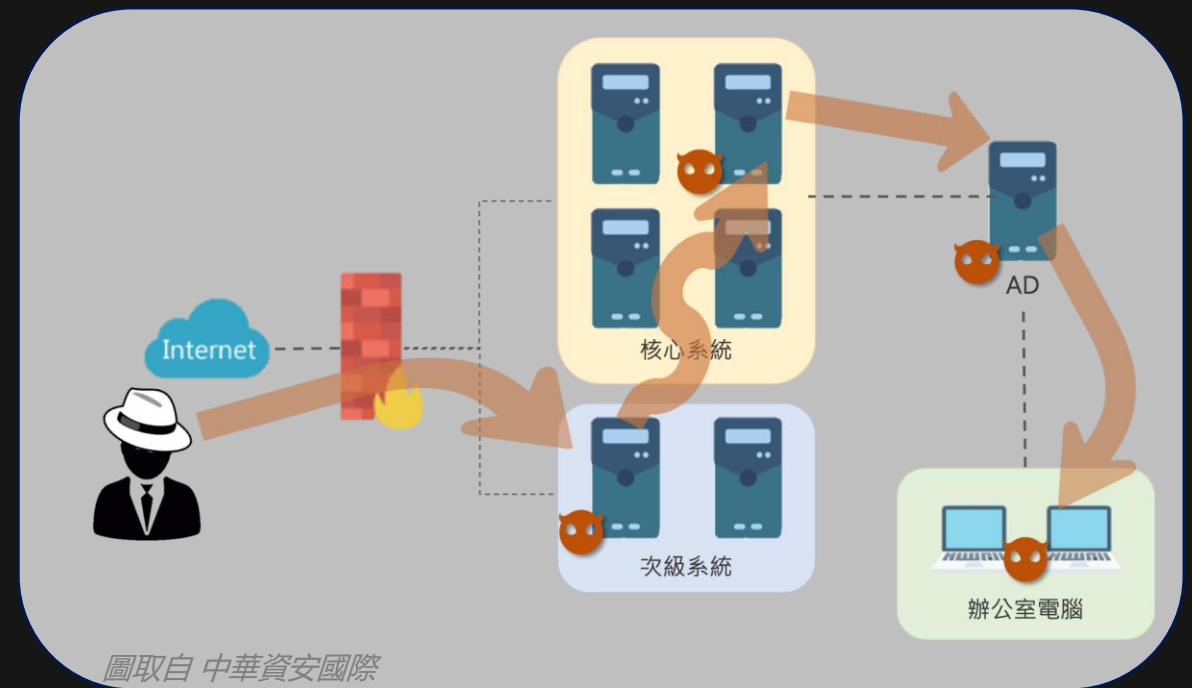 核心系統
AD
Internet
次級系統
辦公室電腦
圖取自 中華資安國際